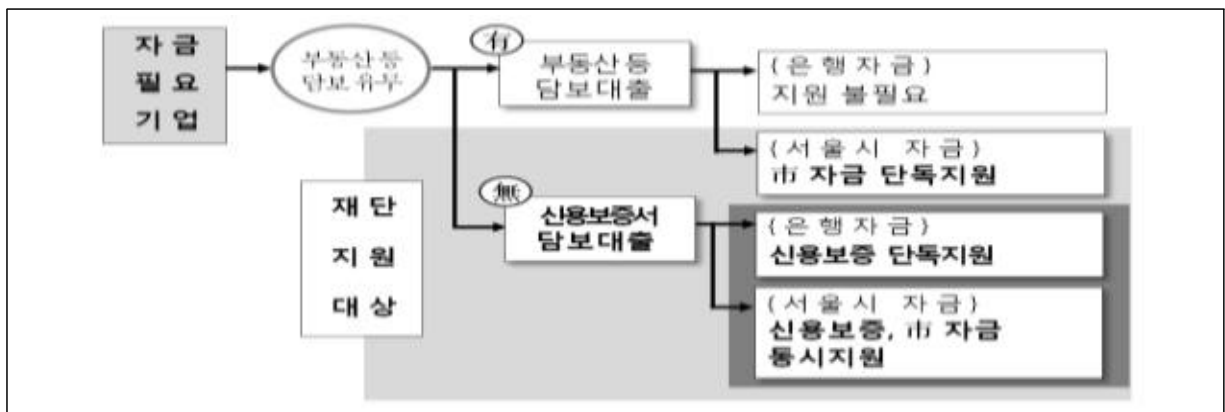 자 금
필 요
기 업
부동산 등
담보 유무
有
부동산 등
담보대출
(은행자금)
지원 불필요
(서울시 자금)
市 자금 단독지원
재 단
지 원
대 상
無
신용보증서
담보대출
(은행자금)
신용보증 단독지원
(서울시 자금)
신용보증, 市 자금
동시지원